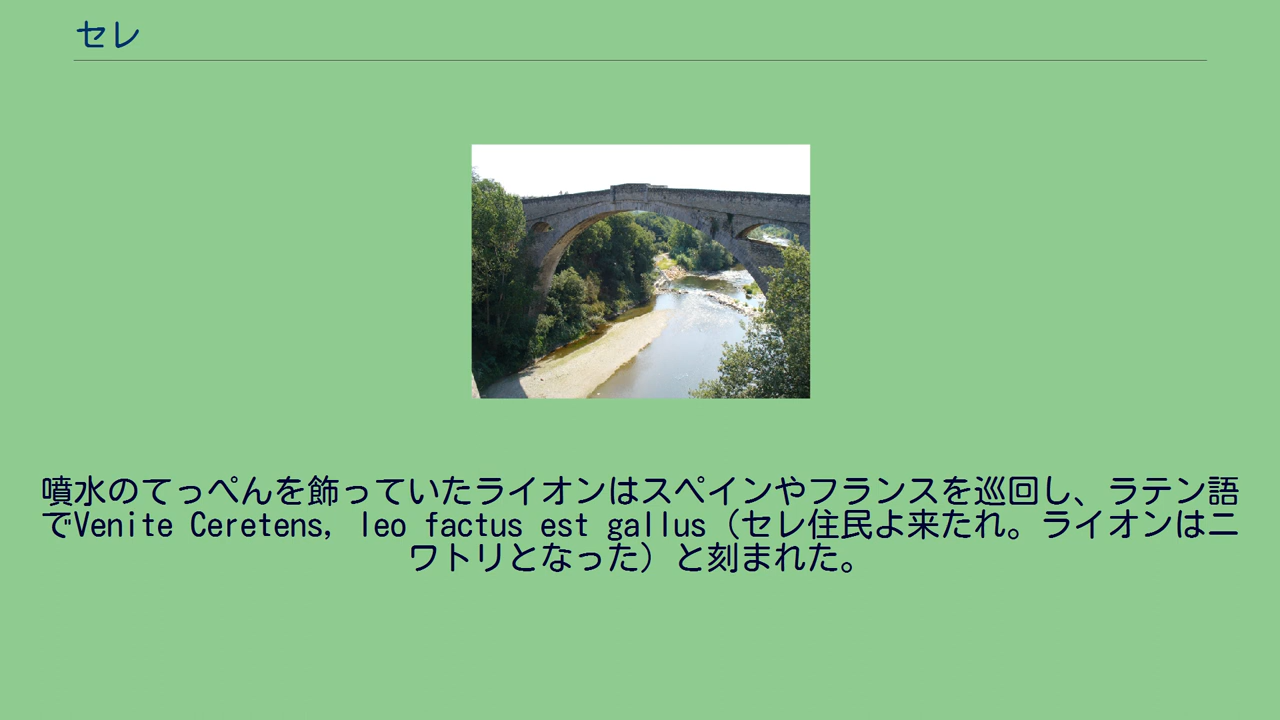 セレ
噴水のてっぺんを飾っていたライオンはスペインやフランスを巡回し、ラテン語
でVenite Ceretens, leo factus est gallus（セレ住民よ来たれ。ライオンはニ
ワトリとなった）と刻まれた。